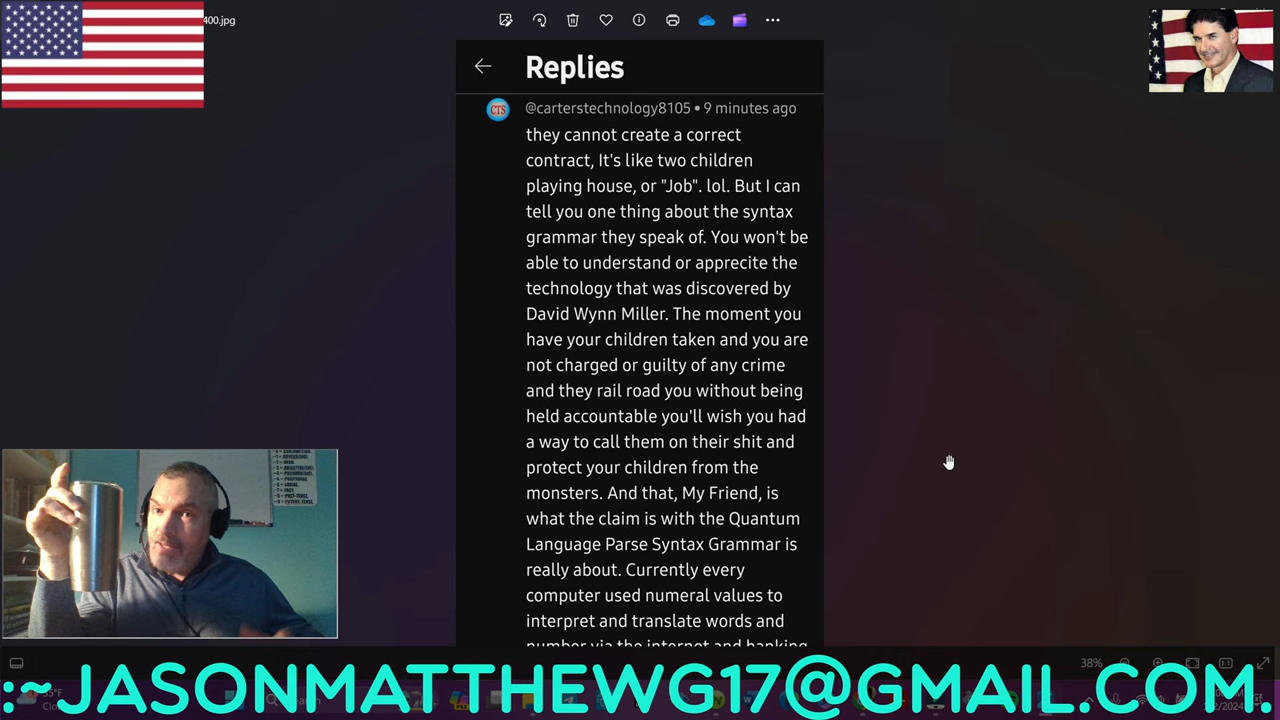 400.jpg
Replies
CTS
@carterstechnology8105 • 9 minutes ago
they cannot create a correct
contract, It's like two children
playing house, or "Job". lol. But I can
tell you one thing about the syntax
grammar they speak of. You won't be
able to understand or apprecite the
technology that was discovered by
David Wynn Miller. The moment you
have your children taken and you are
not charged or guilty of any crime
and they rail road you without being
held accountable you'll wish you had
a way to call them on their shit and
protect your children from the
monsters. And that, My Friend, is
what the claim is with the Quantum
Language Parse Syntax Grammar is
really about. Currently every
computer used numeral values to
interpret and translate words and
number via the internet and banking
38%
:~ JASONMATTHEWG17@GMAIL.COM.